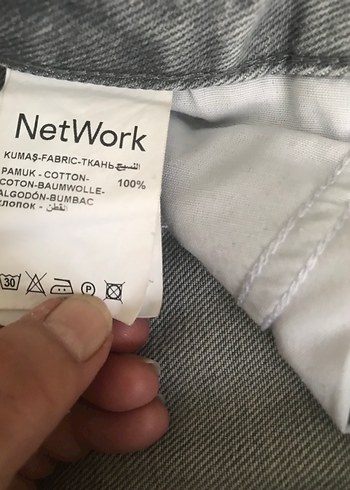 NetWork
KUMAŞ-FABRIC-ТКАНЬ-النسيج
PAMUK - COTTON-
COTON-BAUMWOLLE- 100%
ALGODÓN-BUMBAC
ХЛОПОК - القطن
30
P